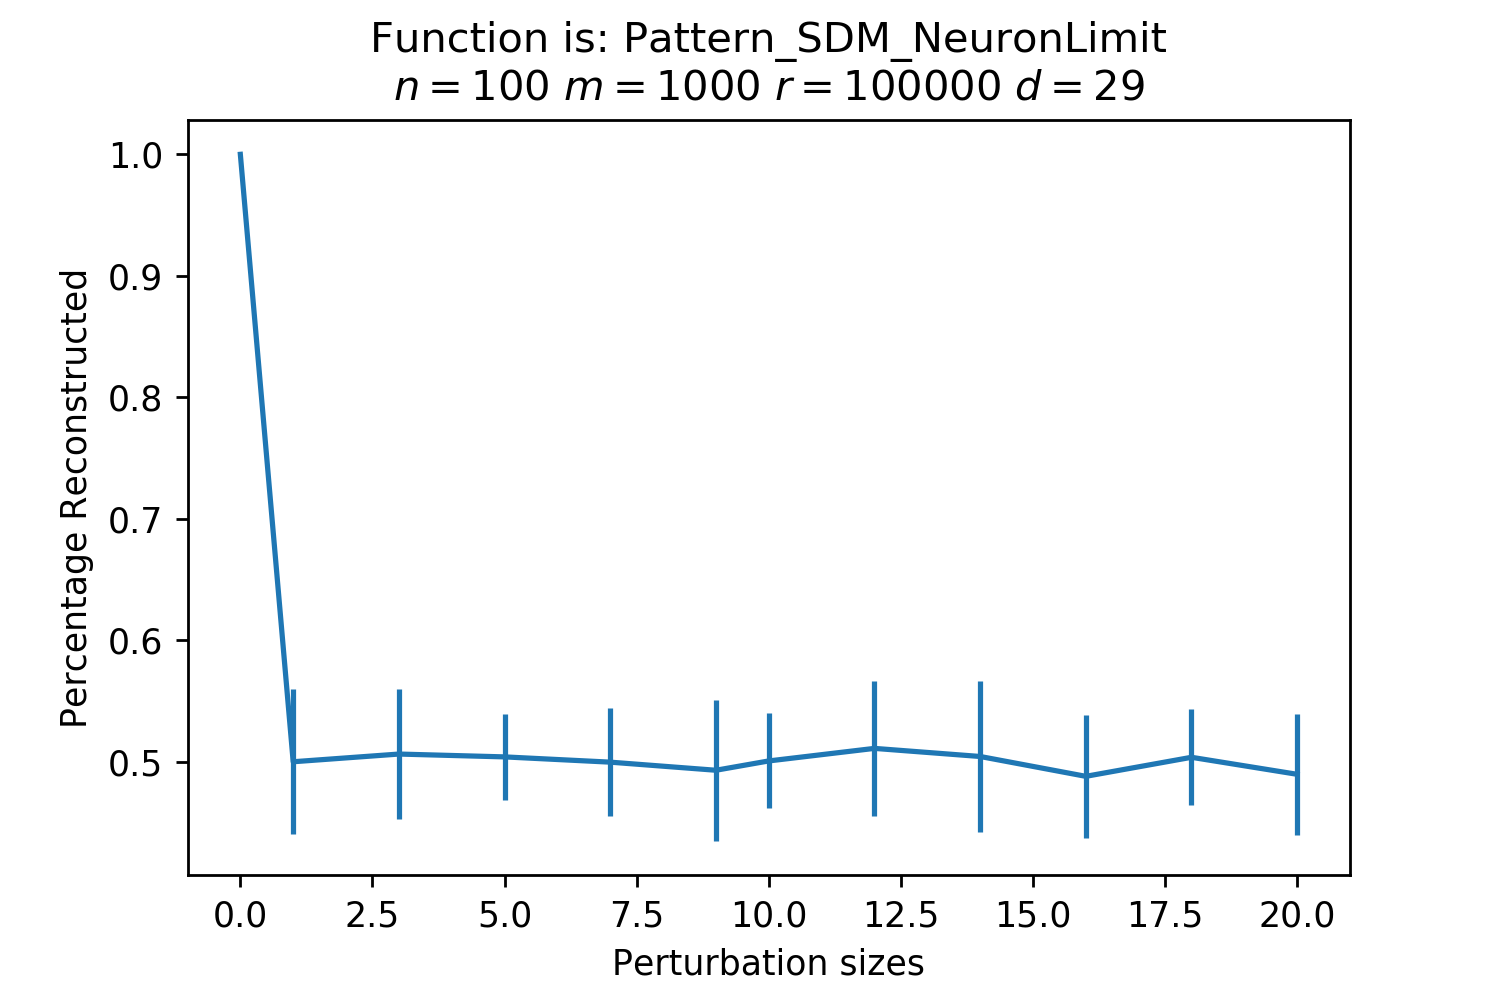 Function is: Pattern_SDM_NeuronLimit
n = 100 m = 1000 r = 100000 d = 29
Percentage Reconstructed
1.0
0.9
0.8
0.7
0.6
0.5
0.0 2.5 5.0 7.5 10.0 12.5 15.0 17.5 20.0
Perturbation sizes